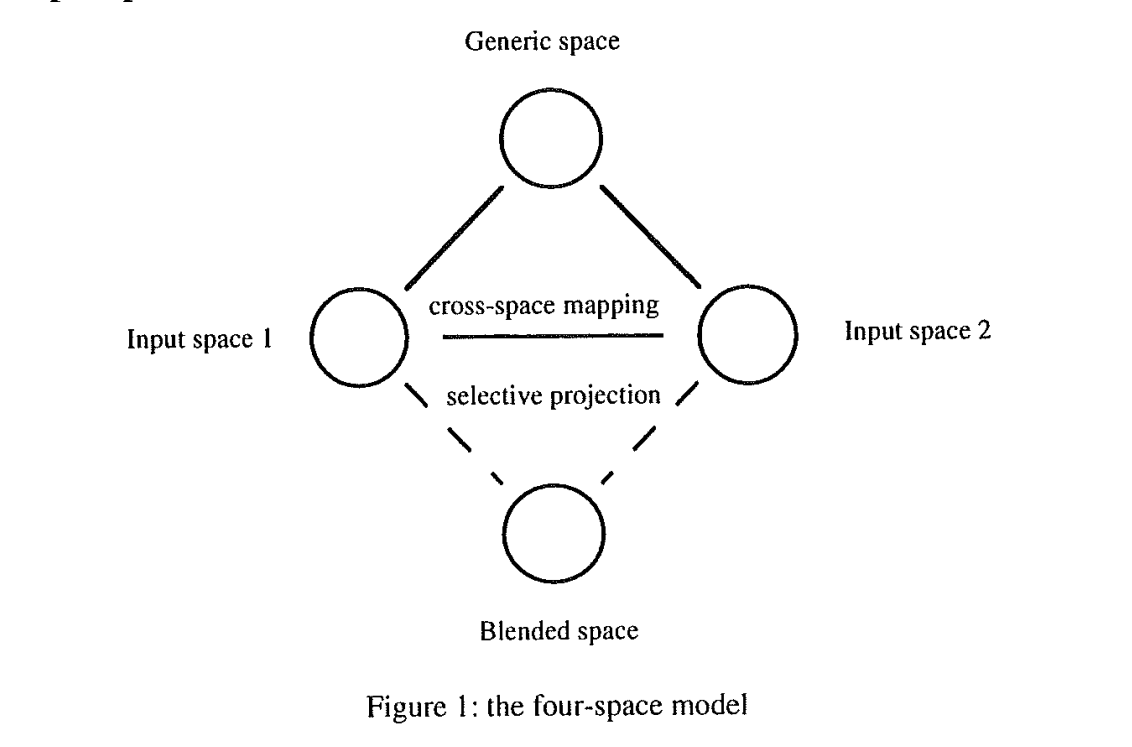 Generic space
cross-space mapping
Input space 1
Input space 2
selective projection
Blended space
Figure 1: the four-space model